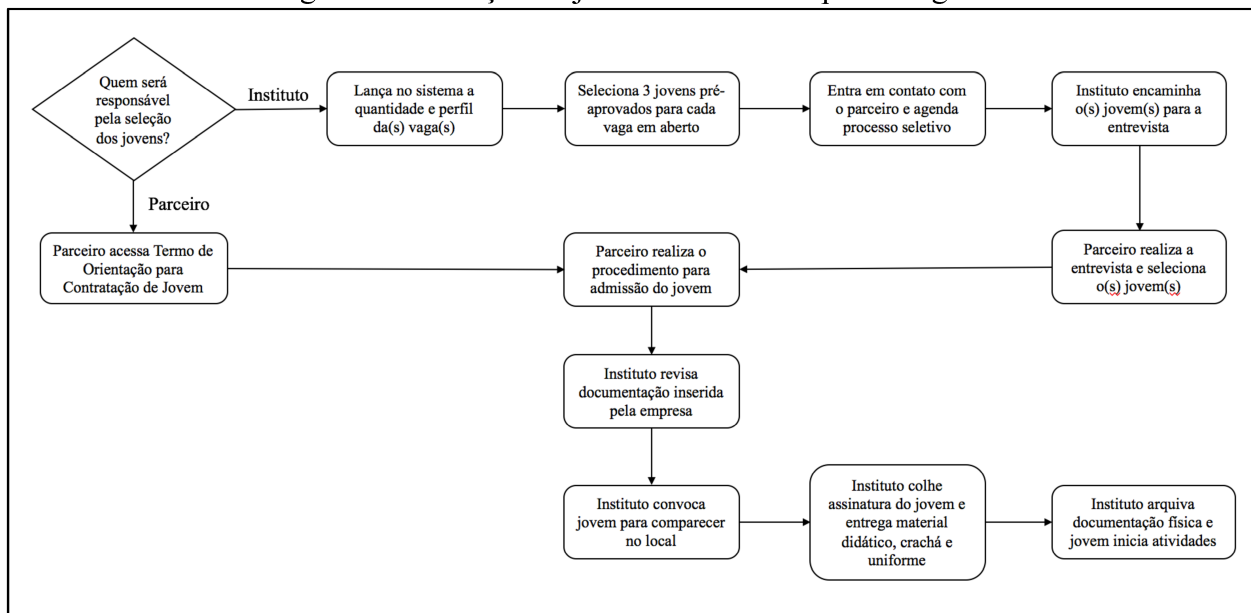 Quem será
responsável
pela seleção
dos jovens?
Instituto
Lança no sistema a
quantidade e perfil
da(s) vaga(s)
Seleciona 3 jovens pré-
aprovados para cada
vaga em aberto
Entra em contato com
o parceiro e agenda
processo seletivo
Instituto encaminha
o(s) jovem(s) para a
entrevista
Parceiro
Parceiro acessa Termo de
Orientação para
Contratação de Jovem
Parceiro realiza o
procedimento para
admissão do jovem
Parceiro realiza a
entrevista e seleciona
o(s) jovem(s)
Instituto revisa
documentação inserida
pela empresa
Instituto convoca
jovem para comparecer
no local
Instituto colhe
assinatura do jovem e
entrega material
didático, crachá e
uniforme
Instituto arquiva
documentação física e
jovem inicia atividades